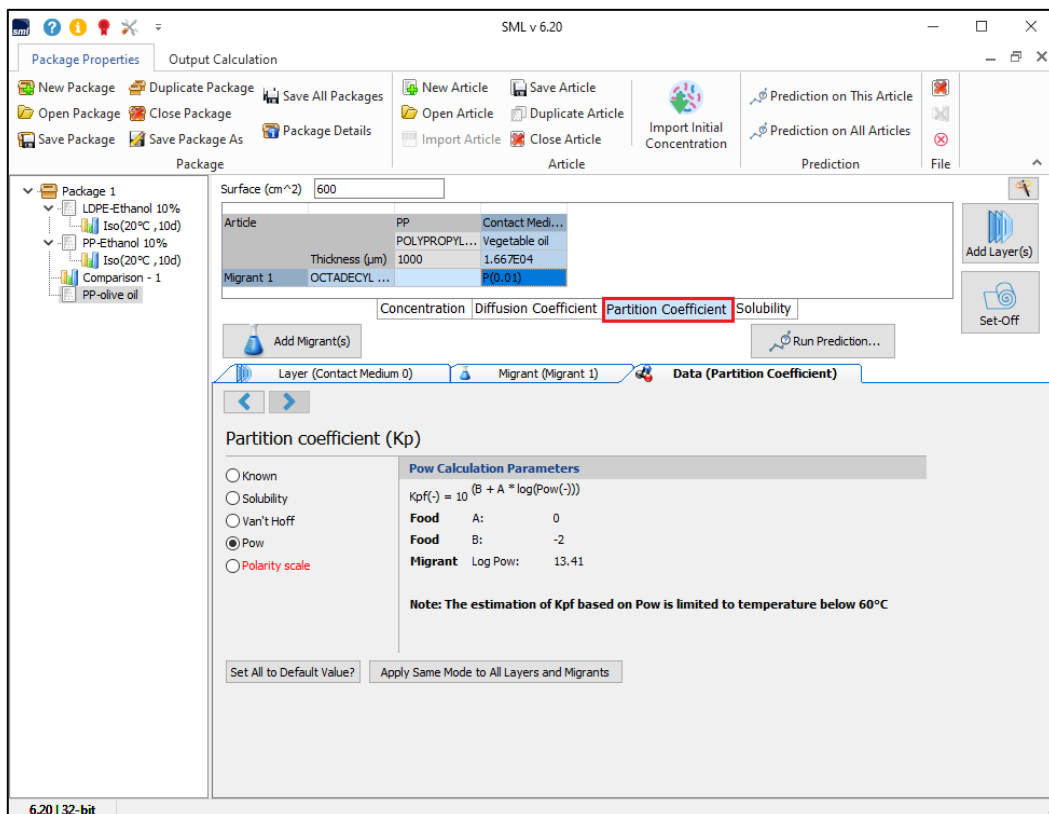 sml
SML v 6.20
Package Properties
Output Calculation
New Package
Duplicate Package
Save All Packages
Open Package
Close Package
Package Details
Save Package
Save Package As
Package
New Article
Save Article
Open Article
Duplicate Article
Import Article
Close Article
Import Initial
Concentration
Article
Prediction on This Article
Prediction on All Articles
Prediction
File
Package 1
LDPE-Ethanol 10%
Iso(20ºC ,10d)
PP-Ethanol 10%
Iso(20ºC ,10d)
Comparison - 1
PP-olive oil
Surface (cm^2) 600
Article PP Contact Medi...
POLYPROPYL... Vegetable oil
Thickness (μm) 1000 1.667E04
Migrant 1 OCTADECYL ... P(0.01)
Concentration Diffusion Coefficient Partition Coefficient Solubility
Add Layer(s)
Set-Off
Add Migrant(s)
Run Prediction...
Layer (Contact Medium 0) Migrant (Migrant 1) Data (Partition Coefficient)
Partition coefficient (Kp)
Known
Solubility
Van't Hoff
Pow
Polarity scale
Pow Calculation Parameters
Kpf(-) = 10 (B + A * log(Pow(-)))
Food A: 0
Food B: -2
Migrant Log Pow: 13.41
Note: The estimation of Kpf based on Pow is limited to temperature below 60°C
Set All to Default Value?
Apply Same Mode to All Layers and Migrants
6.20 | 32-bit